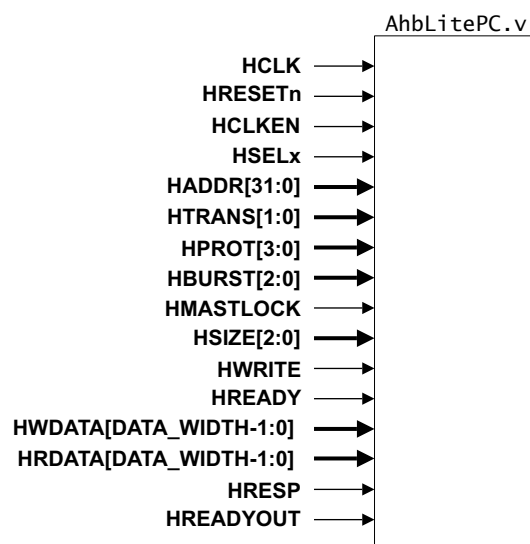 AhbLitePC.v
HCLK
HRESETn
HCLKEN
HSELx
HADDR[31:0]
HTRANS[1:0]
HPROT[3:0]
HBURST[2:0]
HMASTLOCK
HSIZE[2:0]
HWRITE
HREADY
HWDATA[DATA_WIDTH-1:0]
HRDATA[DATA_WIDTH-1:0]
HRESP
HREADYOUT